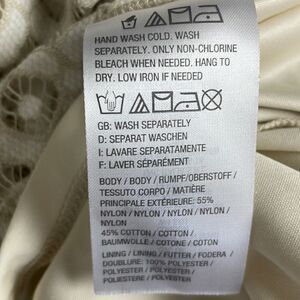 HAND WASH COLD. WASH
SEPARATELY. ONLY NON-CHLORINE
BLEACH WHEN NEEDED. HANG TO
DRY. LOW IRON IF NEEDED
GB: WASH SEPARATELY
D: SEPARAT WASCHEN
I: LAVARE SEPARATAMENTE
F: LAVER SÉPARÉMENT
BODY / BODY / RUMPF/OBERSTOFF /
TESSUTO CORPO / MATIÈRE
PRINCIPALE EXTÉRIEURE: 55%
NYLON / NYLON / NYLON / NYLON /
NYLON
45% COTTON / COTTON /
BAUMWOLLE / COTONE / COTON
LINING / LINING / FUTTER / FODERA /
DOUBLURE: 100% POLYESTER /
POLYESTER / POLYESTER /
POLIESTERE / POLYESTER